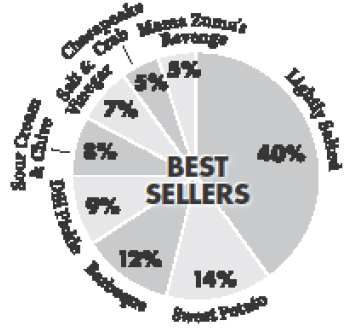 BEST
SELLERS
Lightly Salted
40%
Sweet Potato
14%
Barbeque
12%
Dill Pickle
9%
Sour Cream
& Chive
8%
Salt &
Vinegar
7%
Chesapeake
Crab
5%
Mama Zuma's
Revenge
5%